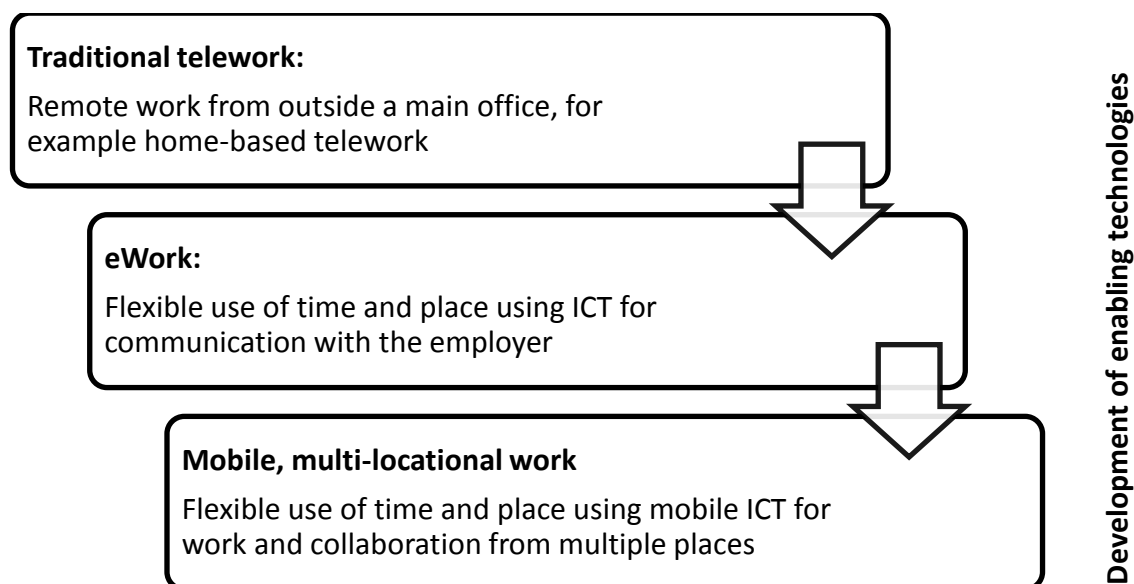 Traditional telework:
Remote work from outside a main office, for
example home-based telework
eWork:
Flexible use of time and place using ICT for
communication with the employer
Mobile, multi-locational work
Flexible use of time and place using mobile ICT for
work and collaboration from multiple places
Development of enabling technologies